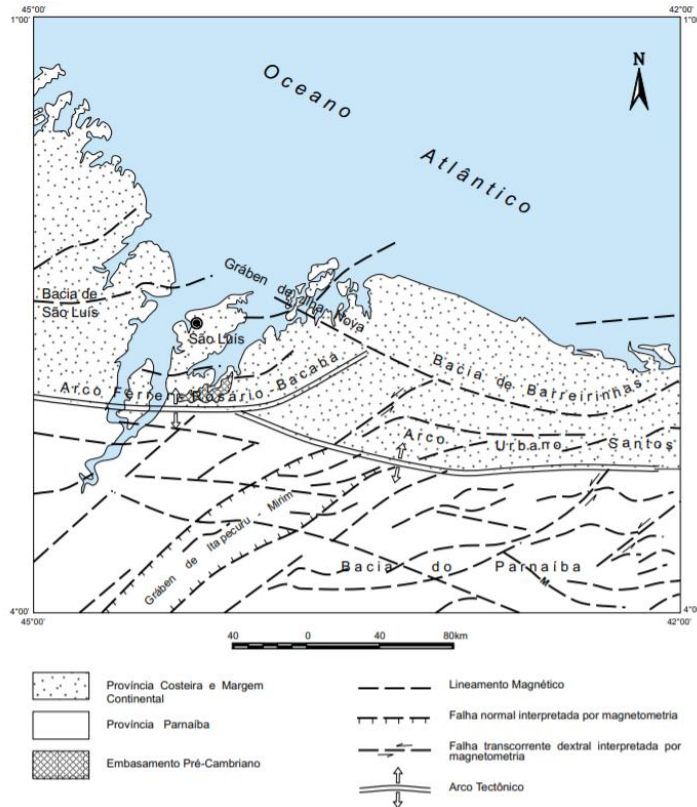 45°00'
42°00'
1°00'
1°00'
N
Oceano
Atlântico
Gráben de Ilha Nova
Bacia de
São Luís
São Luís
Bacia de Barreirinhas
Arco Ferrer-Rosário-Bacabá
Arco Urbano Santos
Gráben de Itapecuru - Mirim
Bacia do Parnaíba
4°00'
4°00'
45°00'
42°00'
40 0 40 80km
Província Costeira e Margem
Continental
Província Parnaíba
Embasamento Pré-Cambriano
Lineamento Magnético
Falha normal interpretada por magnetometria
Falha transcorrente dextral interpretada por
magnetometria
Arco Tectônico